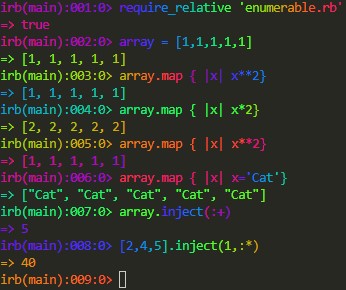 irb(main):001:0> require_relative 'enumerable.rb'
=> true
irb(main):002:0> array = [1,1,1,1,1]
=> [1, 1, 1, 1, 1]
irb(main):003:0> array.map { |x| x**2}
=> [1, 1, 1, 1, 1]
irb(main):004:0> array.map { |x| x*2}
=> [2, 2, 2, 2, 2]
irb(main):005:0> array.map { |x| x**2}
=> [1, 1, 1, 1, 1]
irb(main):006:0> array.map { |x| x='Cat'}
=> ["Cat", "Cat", "Cat", "Cat", "Cat"]
irb(main):007:0> array.inject(:+)
=> 5
irb(main):008:0> [2,4,5].inject(1,:*)
=> 40
irb(main):009:0>